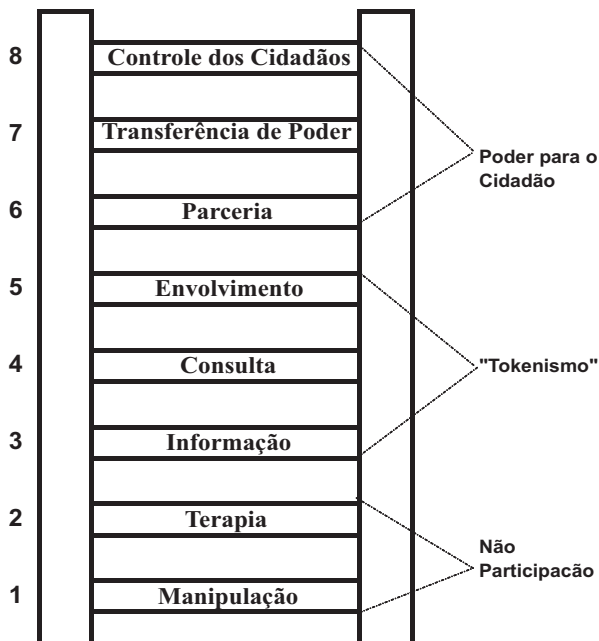 8 Controle dos Cidadãos
7 Transferência de Poder
Poder para o
Cidadão
6 Parceria
5 Envolvimento
4 Consulta
"Tokenismo"
3 Informação
2 Terapia
Não
Participacão
1 Manipulação